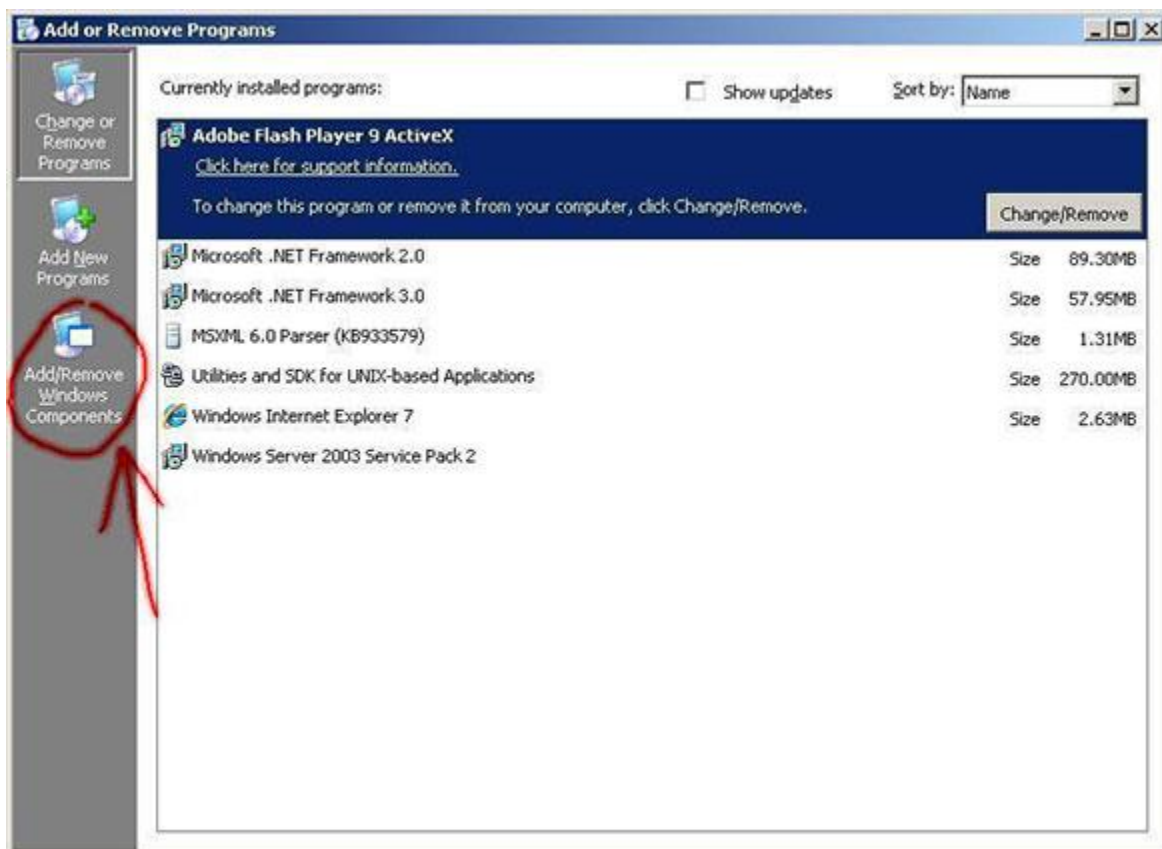 Add or Remove Programs
Change or
Remove
Programs
Add New
Programs
Add/Remove
Windows
Components
Currently installed programs:
Show updates
Sort by: Name
Adobe Flash Player 9 ActiveX
Click here for support information.
To change this program or remove it from your computer, click Change/Remove.
Change/Remove
Microsoft .NET Framework 2.0 Size 89.30MB
Microsoft .NET Framework 3.0 Size 57.95MB
MSXML 6.0 Parser (KB933579) Size 1.31MB
Utilities and SDK for UNIX-based Applications Size 270.00MB
Windows Internet Explorer 7 Size 2.63MB
Windows Server 2003 Service Pack 2